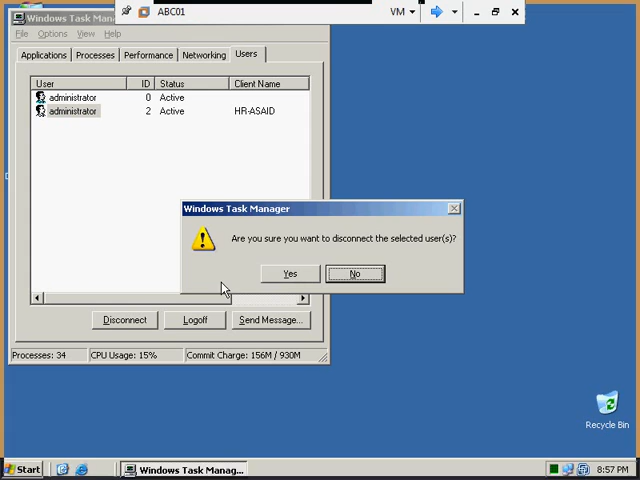 ABC01
VM
Windows Task Manager
File Options View Help
Applications Processes Performance Networking Users
User ID Status Client Name
administrator 0 Active
administrator 2 Active HR-ASAID
Windows Task Manager
Are you sure you want to disconnect the selected user(s)?
Yes No
Disconnect Logoff Send Message...
Processes: 34 CPU Usage: 15% Commit Charge: 156M / 930M
Recycle Bin
Start Windows Task Manag... 8:57 PM